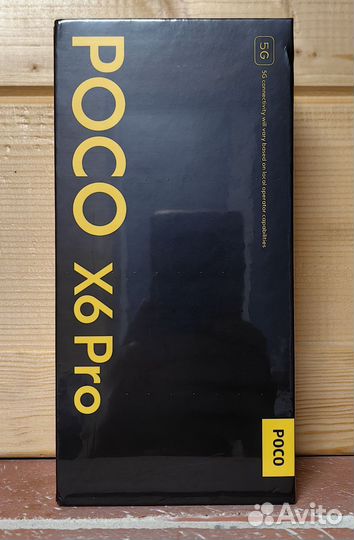 POCO X6 Pro
5G
5G connectivity will vary based on local operator capabilities
POCO
Avito